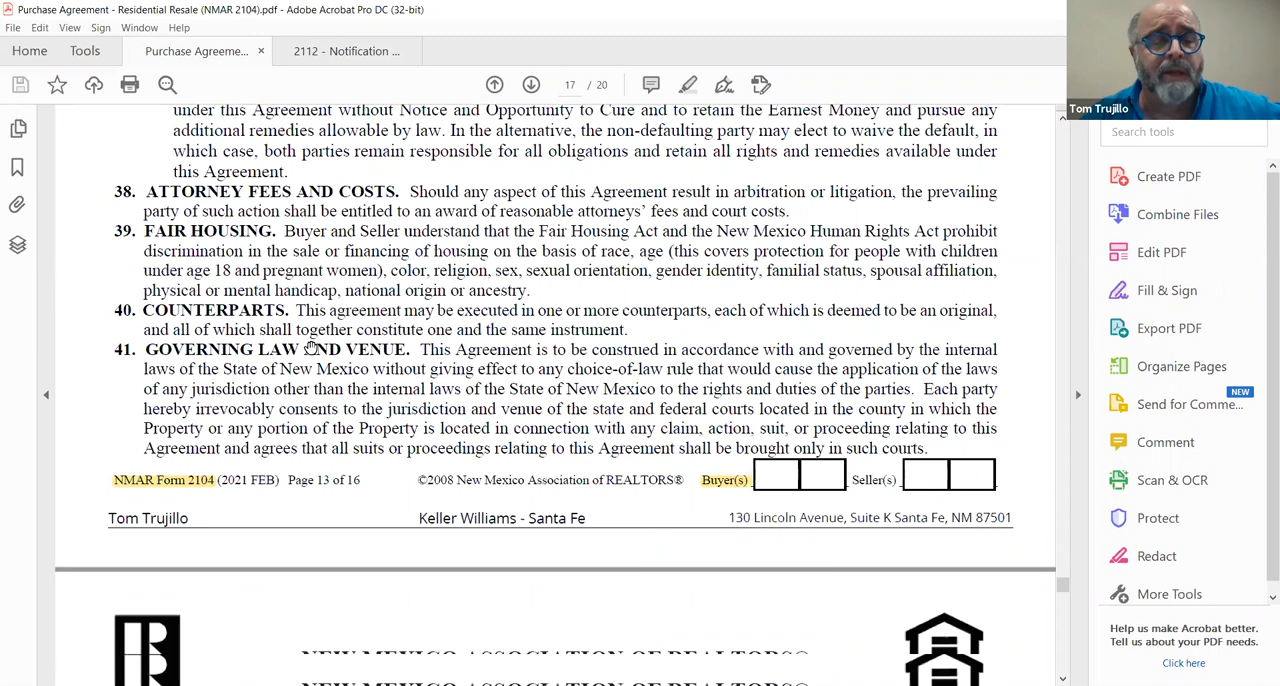 Purchase Agreement - Residential Resale (NMAR 2104).pdf - Adobe Acrobat Pro DC (32-bit)
File Edit View Sign Window Help
Home Tools Purchase Agreeme... × 2112 - Notification ...
17 / 20
Tom Trujillo
Search tools
under this Agreement without Notice and Opportunity to Cure and to retain the Earnest Money and pursue any
additional remedies allowable by law. In the alternative, the non-defaulting party may elect to waive the default, in
which case, both parties remain responsible for all obligations and retain all rights and remedies available under
this Agreement.
38. ATTORNEY FEES AND COSTS. Should any aspect of this Agreement result in arbitration or litigation, the prevailing
party of such action shall be entitled to an award of reasonable attorneys' fees and court costs.
39. FAIR HOUSING. Buyer and Seller understand that the Fair Housing Act and the New Mexico Human Rights Act prohibit
discrimination in the sale or financing of housing on the basis of race, age (this covers protection for people with children
under age 18 and pregnant women), color, religion, sex, sexual orientation, gender identity, familial status, spousal affiliation,
physical or mental handicap, national origin or ancestry.
40. COUNTERPARTS. This agreement may be executed in one or more counterparts, each of which is deemed to be an original,
and all of which shall together constitute one and the same instrument.
41. GOVERNING LAW AND VENUE. This Agreement is to be construed in accordance with and governed by the internal
laws of the State of New Mexico without giving effect to any choice-of-law rule that would cause the application of the laws
of any jurisdiction other than the internal laws of the State of New Mexico to the rights and duties of the parties. Each party
hereby irrevocably consents to the jurisdiction and venue of the state and federal courts located in the county in which the
Property or any portion of the Property is located in connection with any claim, action, suit, or proceeding relating to this
Agreement and agrees that all suits or proceedings relating to this Agreement shall be brought only in such courts.
NMAR Form 2104 (2021 FEB) Page 13 of 16 ©2008 New Mexico Association of REALTORS® Buyer(s) Seller(s)
Tom Trujillo Keller Williams - Santa Fe 130 Lincoln Avenue, Suite K Santa Fe, NM 87501
NEW MEXICO ASSOCIATION OF REALTORS®
Create PDF
Combine Files
Edit PDF
Fill & Sign
Export PDF
Organize Pages
NEW
Send for Comme...
Comment
Scan & OCR
Protect
Redact
More Tools
Help us make Acrobat better.
Tell us about your PDF needs.
Click here